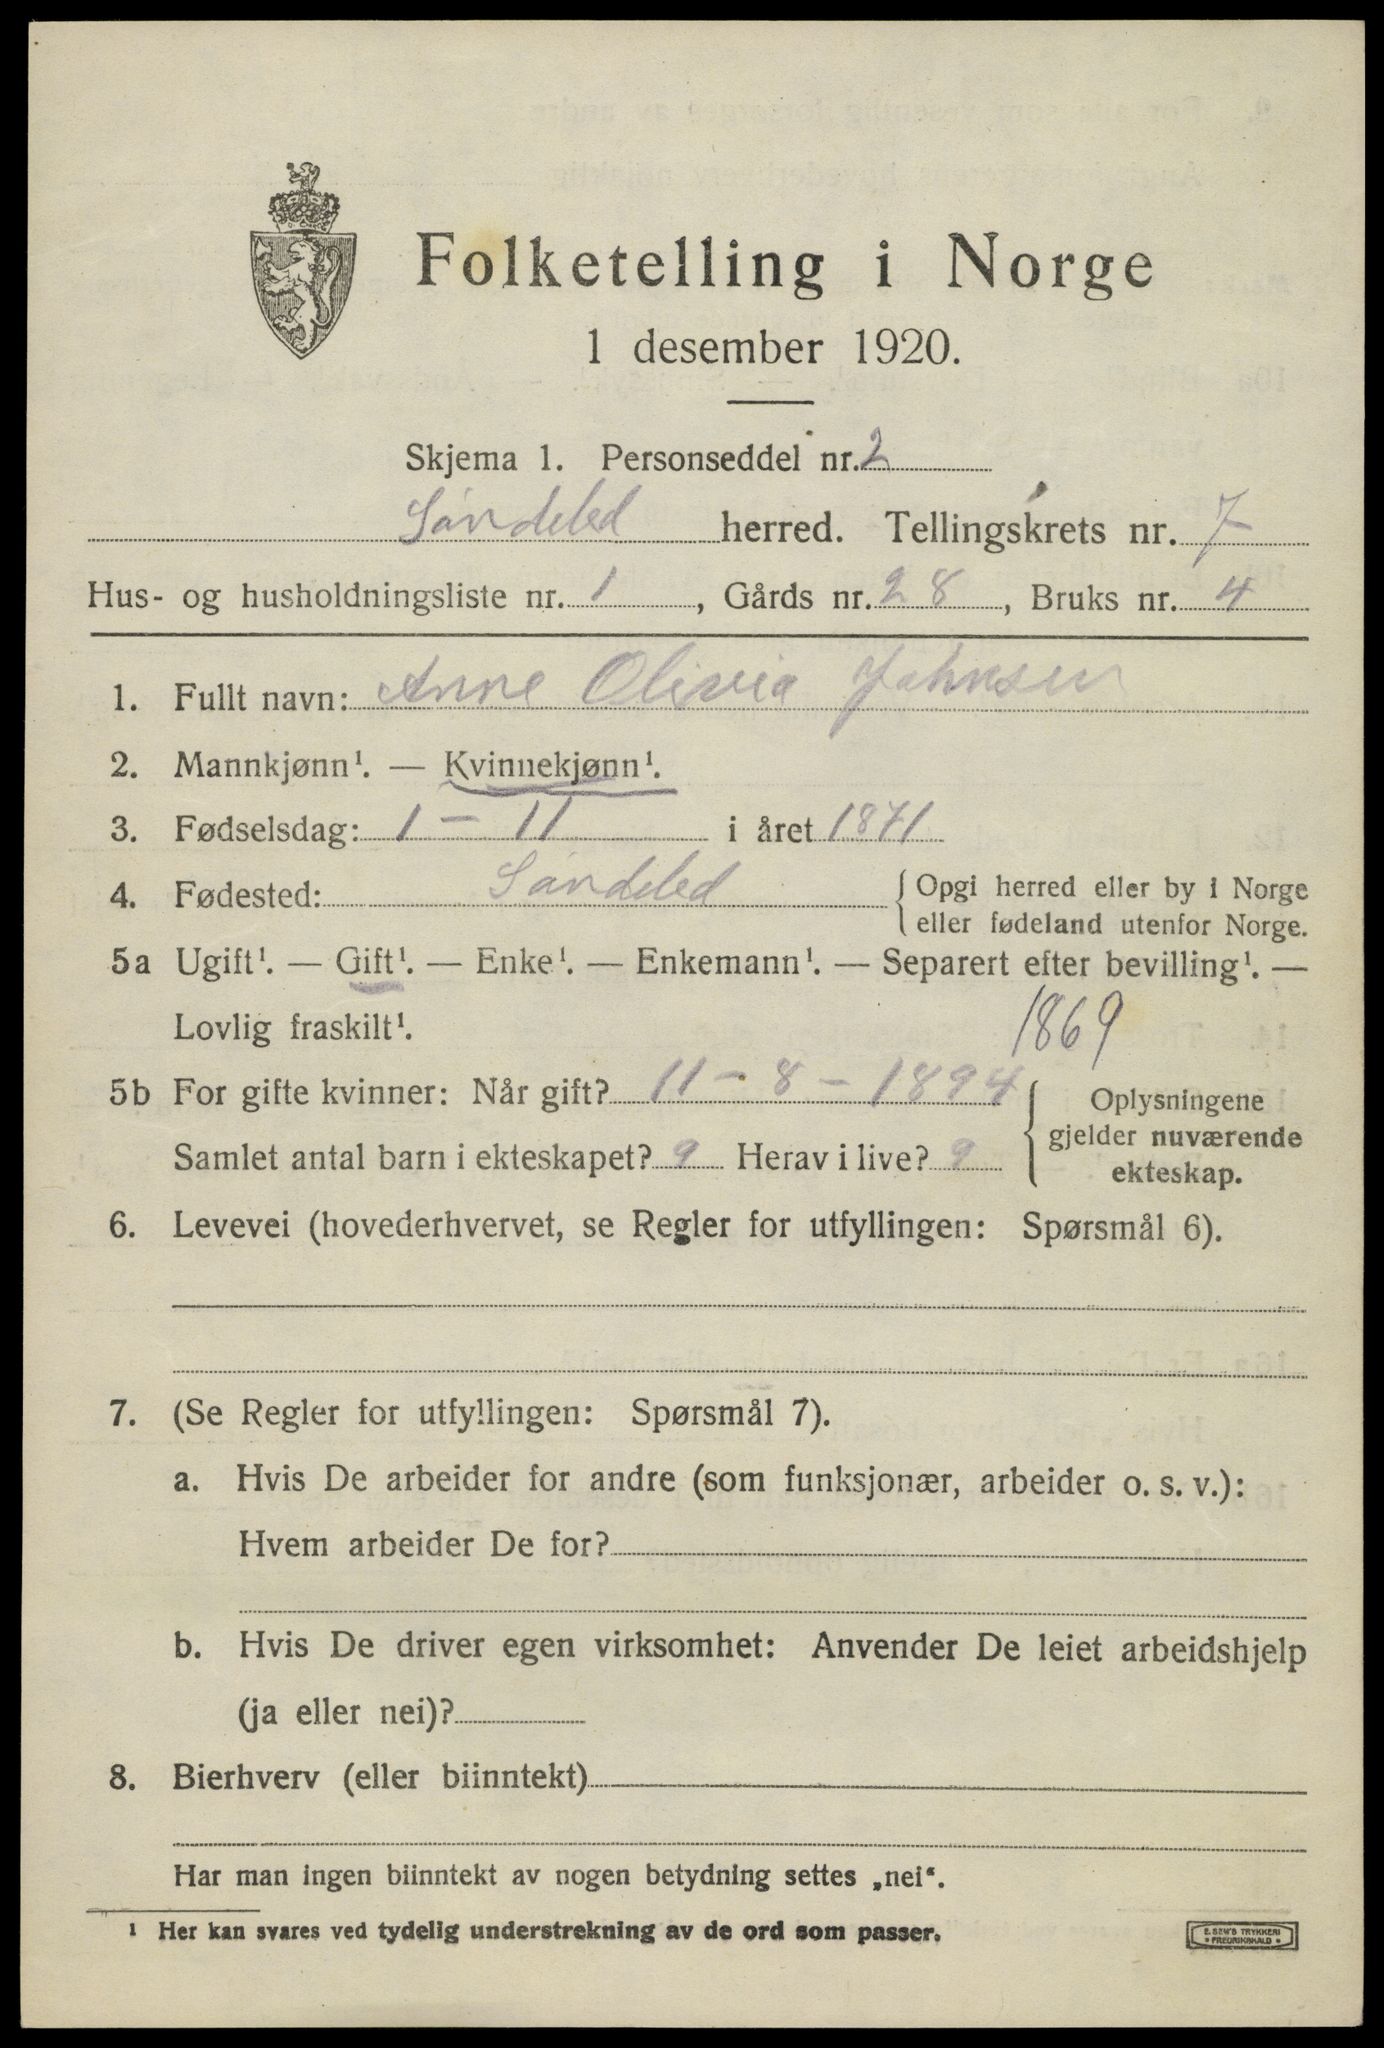 Folketelling i Norge
1 desember 1920.
Skjema 1. Personseddel nr. 2
Søndeled herred. Tellingskrets nr. 7
Hus- og husholdningsliste nr. 1, Gårds nr. 28, Bruks nr. 4
1. Fullt navn: Anne Olivia Johnsen
2. Mannkjønn¹. — Kvinnekjønn¹.
3. Fødselsdag: 1 - 11 i året 1871
4. Fødested: Søndeled { Opgi herred eller by i Norge
eller fødeland utenfor Norge.
5a Ugift¹. — Gift¹. — Enke¹. — Enkemann¹. — Separert efter bevilling¹. —
Lovlig fraskilt¹.
1869
5b For gifte kvinner: Når gift? 11 - 8 - 1894
Samlet antal barn i ekteskapet? 9 Herav i live? 9
{ Oplysningene
gjelder nuværende
ekteskap.
6. Levevei (hovederhvervet, se Regler for utfyllingen: Spørsmål 6).
7. (Se Regler for utfyllingen: Spørsmål 7).
a. Hvis De arbeider for andre (som funksjonær, arbeider o. s. v.):
Hvem arbeider De for?
b. Hvis De driver egen virksomhet: Anvender De leiet arbeidshjelp
(ja eller nei)?
8. Bierhverv (eller biinntekt)
Har man ingen biinntekt av nogen betydning settes „nei“.
¹ Her kan svares ved tydelig understrekning av de ord som passer.
E. SEM'S TRYKKERI
• FREDRIKSHALD •